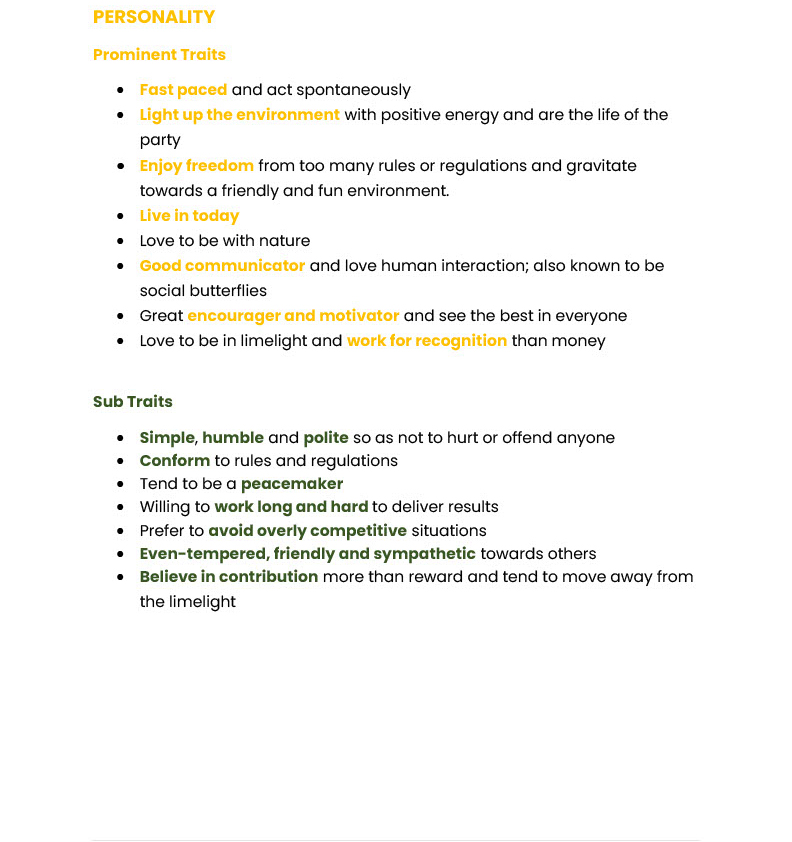 PERSONALITY
Prominent Traits
• Fast paced and act spontaneously
• Light up the environment with positive energy and are the life of the
party
• Enjoy freedom from too many rules or regulations and gravitate
towards a friendly and fun environment.
• Live in today
• Love to be with nature
• Good communicator and love human interaction; also known to be
social butterflies
• Great encourager and motivator and see the best in everyone
• Love to be in limelight and work for recognition than money
Sub Traits
• Simple, humble and polite so as not to hurt or offend anyone
• Conform to rules and regulations
• Tend to be a peacemaker
• Willing to work long and hard to deliver results
• Prefer to avoid overly competitive situations
• Even-tempered, friendly and sympathetic towards others
• Believe in contribution more than reward and tend to move away from
the limelight